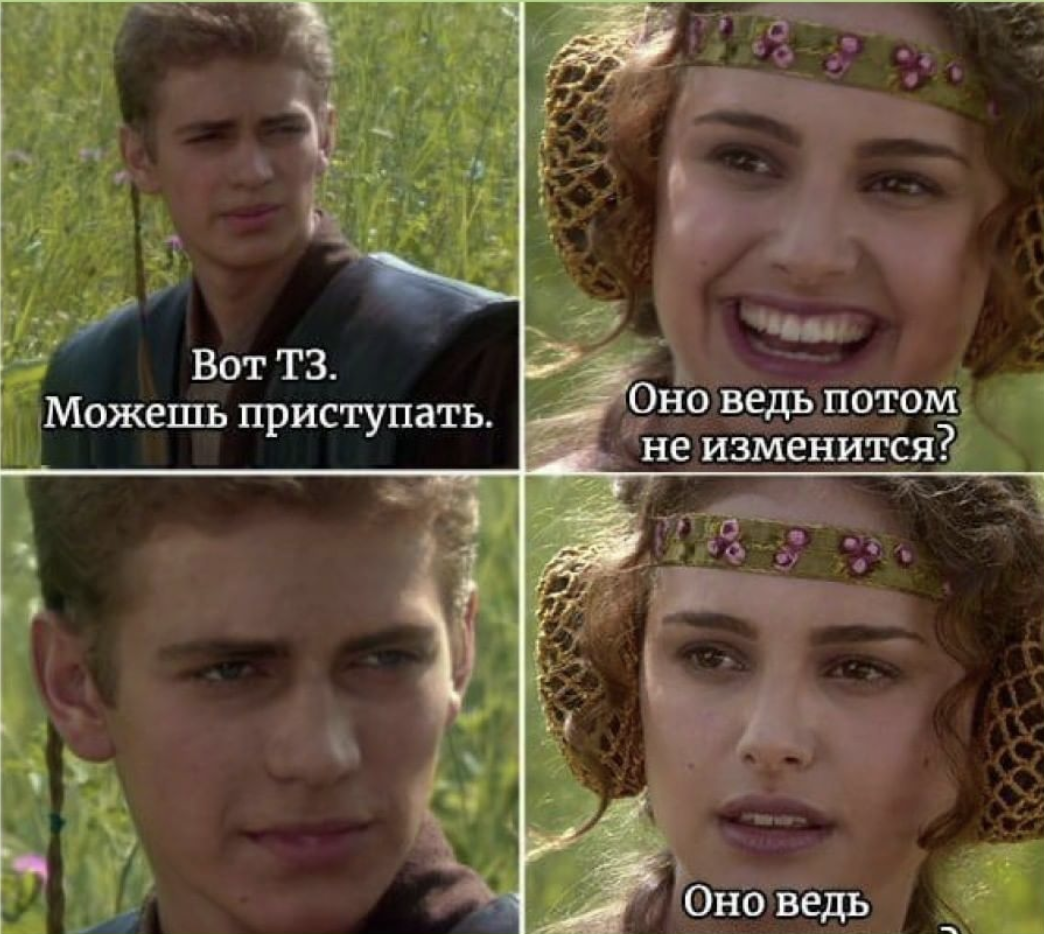 Вот ТЗ.
Можешь приступать.
Оно ведь потом
не изменится?
Оно ведь